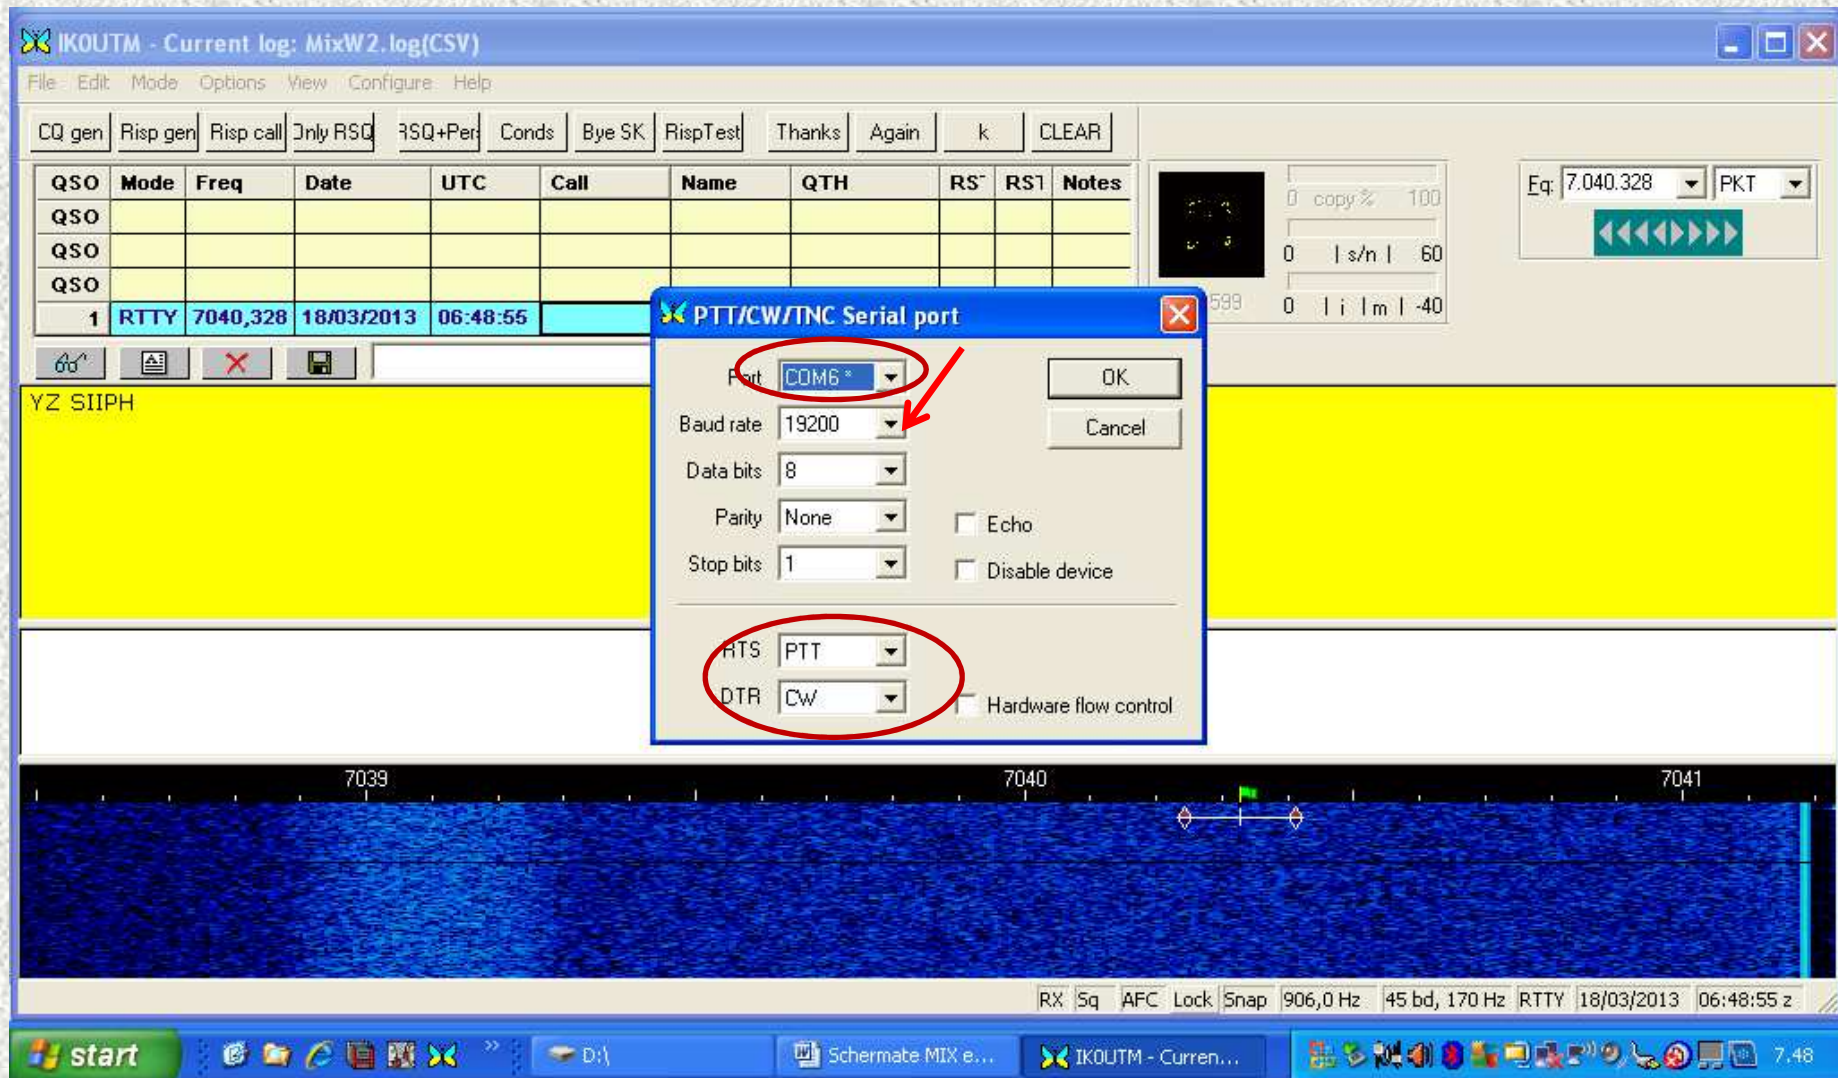 IK0UTM - Current log: MixW2.log(CSV)
File Edit Mode Options View Configure Help
CQ gen Risp gen Risp call Only RSQ RSQ+Per Conds Bye SK RispTest Thanks Again k CLEAR
QSO Mode Freq Date UTC Call Name QTH RST RST Notes
QSO
QSO
QSO
1 RTTY 7040,328 18/03/2013 06:48:55
0 copy% 100
0 | s/n | 60
599 0 | i | m | -40
Fq: 7.040.328 PKT
YZ SIIPH
PTT/CW/TNC Serial port
Port COM6 * OK
Baud rate 19200 Cancel
Data bits 8
Parity None Echo
Stop bits 1 Disable device
RTS PTT
DTR CW Hardware flow control
7039 7040 7041
RX Sq AFC Lock Snap 906,0 Hz 45 bd, 170 Hz RTTY 18/03/2013 06:48:55 z
start D:\ Schermate MIX e... IK0UTM - Curren... 7.48